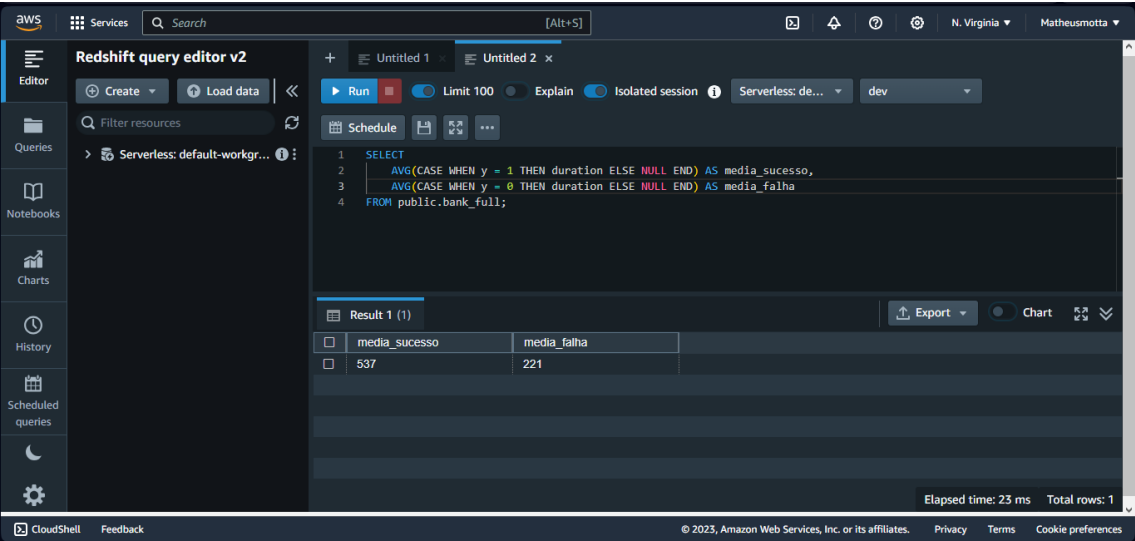 aws Services Search [Alt+S] N. Virginia Matheusmotta
Editor
Queries
Notebooks
Charts
History
Scheduled queries
Redshift query editor v2
Create Load data
Filter resources
Serverless: default-workgr...
+ Untitled 1 × Untitled 2 ×
Run Limit 100 Explain Isolated session Serverless: de... dev
Schedule
1 SELECT
2 AVG(CASE WHEN y = 1 THEN duration ELSE NULL END) AS media_sucesso,
3 AVG(CASE WHEN y = 0 THEN duration ELSE NULL END) AS media_falha
4 FROM public.bank_full;
Result 1 (1) Export Chart
media_sucesso media_falha
537 221
Elapsed time: 23 ms Total rows: 1
CloudShell Feedback © 2023, Amazon Web Services, Inc. or its affiliates. Privacy Terms Cookie preferences